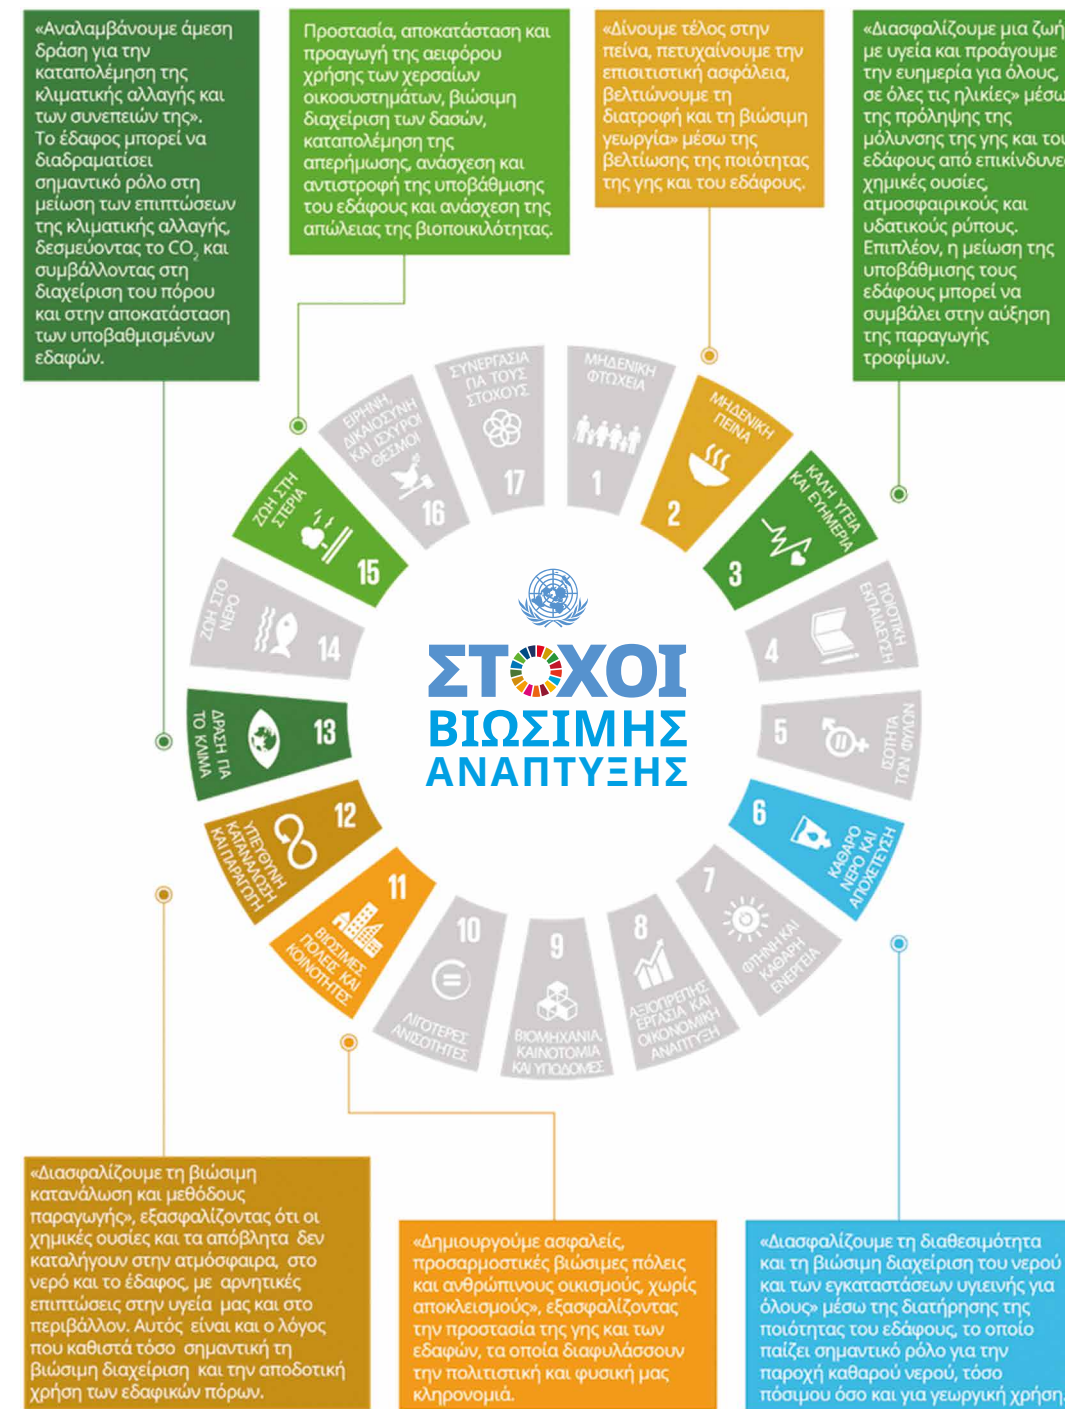 «Αναλαμβάνουμε άμεση
δράση για την
καταπολέμηση της
κλιματικής αλλαγής και
των συνεπειών της».
Το έδαφος μπορεί να
διαδραματίσει
σημαντικό ρόλο στη
μείωση των επιπτώσεων
της κλιματικής αλλαγής,
δεσμεύοντας το CO₂ και
συμβάλλοντας στη
διαχείριση του πόρου
και στην αποκατάσταση
των υποβαθμισμένων
εδαφών.
Προστασία, αποκατάσταση και
προαγωγή της αειφόρου
χρήσης των χερσαίων
οικοσυστημάτων, βιώσιμη
διαχείριση των δασών,
καταπολέμηση της
απερήμωσης, ανάσχεση και
αντιστροφή της υποβάθμισης
του εδάφους και ανάσχεση της
απώλειας της βιοποικιλότητας.
«Δίνουμε τέλος στην
πείνα, πετυχαίνουμε την
επισιτιστική ασφάλεια,
βελτιώνουμε τη
διατροφή και τη βιώσιμη
γεωργία» μέσω της
βελτίωσης της ποιότητας
της γης και του εδάφους.
«Διασφαλίζουμε μια ζωή
με υγεία και προάγουμε
την ευημερία για όλους,
σε όλες τις ηλικίες» μέσω
της πρόληψης της
μόλυνσης της γης και του
εδάφους από επικίνδυνες
χημικές ουσίες,
ατμοσφαιρικούς και
υδατικούς ρύπους.
Επιπλέον, η μείωση της
υποβάθμισης τους
εδάφους μπορεί να
συμβάλει στην αύξηση
της παραγωγής
τροφίμων.
ΜΗΔΕΝΙΚΗ
ΦΤΩΧΕΙΑ
1
ΜΗΔΕΝΙΚΗ
ΠΕΙΝΑ
2
ΚΑΛΗ ΥΓΕΙΑ
ΚΑΙ ΕΥΗΜΕΡΙΑ
3
ΠΟΙΟΤΙΚΗ
ΕΚΠΑΙΔΕΥΣΗ
4
ΙΣΟΤΗΤΑ
ΤΩΝ ΦΥΛΩΝ
5
6
ΚΑΘΑΡΟ
ΝΕΡΟ ΚΑΙ
ΑΠΟΧΕΤΕΥΣΗ
7
ΦΤΗΝΗ ΚΑΙ
ΚΑΘΑΡΗ
ΕΝΕΡΓΕΙΑ
8
ΑΞΙΟΠΡΕΠΗΣ
ΕΡΓΑΣΙΑ ΚΑΙ
ΟΙΚΟΝΟΜΙΚΗ
ΑΝΑΠΤΥΞΗ
9
ΒΙΟΜΗΧΑΝΙΑ,
ΚΑΙΝΟΤΟΜΙΑ
ΚΑΙ ΥΠΟΔΟΜΕΣ
10
ΛΙΓΟΤΕΡΕΣ
ΑΝΙΣΟΤΗΤΕΣ
11
ΒΙΩΣΙΜΕΣ
ΠΟΛΕΙΣ ΚΑΙ
ΚΟΙΝΟΤΗΤΕΣ
12
ΥΠΕΥΘΥΝΗ
ΚΑΤΑΝΑΛΩΣΗ
ΚΑΙ ΠΑΡΑΓΩΓΗ
13
ΔΡΑΣΗ ΓΙΑ
ΤΟ ΚΛΙΜΑ
14
ΖΩΗ ΣΤΟ
ΝΕΡΟ
ΖΩΗ ΣΤΗ
ΣΤΕΡΙΑ
15
ΕΙΡΗΝΗ,
ΔΙΚΑΙΟΣΥΝΗ
ΚΑΙ ΙΣΧΥΡΟΙ
ΘΕΣΜΟΙ
16
ΣΥΝΕΡΓΑΣΙΑ
ΓΙΑ ΤΟΥΣ
ΣΤΟΧΟΥΣ
17
ΣΤΟΧΟΙ
ΒΙΩΣΙΜΗΣ
ΑΝΑΠΤΥΞΗΣ
«Διασφαλίζουμε τη βιώσιμη
κατανάλωση και μεθόδους
παραγωγής», εξασφαλίζοντας ότι οι
χημικές ουσίες και τα απόβλητα δεν
καταλήγουν στην ατμόσφαιρα, στο
νερό και το έδαφος, με αρνητικές
επιπτώσεις στην υγεία μας και στο
περιβάλλον. Αυτός είναι και ο λόγος
που καθιστά τόσο σημαντική τη
βιώσιμη διαχείριση και την αποδοτική
χρήση των εδαφικών πόρων.
«Δημιουργούμε ασφαλείς,
προσαρμοστικές βιώσιμες πόλεις
και ανθρώπινους οικισμούς, χωρίς
αποκλεισμούς», εξασφαλίζοντας
την προστασία της γης και των
εδαφών, τα οποία διαφυλάσσουν
την πολιτιστική και φυσική μας
κληρονομιά.
«Διασφαλίζουμε τη διαθεσιμότητα
και τη βιώσιμη διαχείριση του νερού
και των εγκαταστάσεων υγιεινής για
όλους» μέσω της διατήρησης της
ποιότητας του εδάφους, το οποίο
παίζει σημαντικό ρόλο για την
παροχή καθαρού νερού, τόσο
πόσιμου όσο και για γεωργική χρήση.